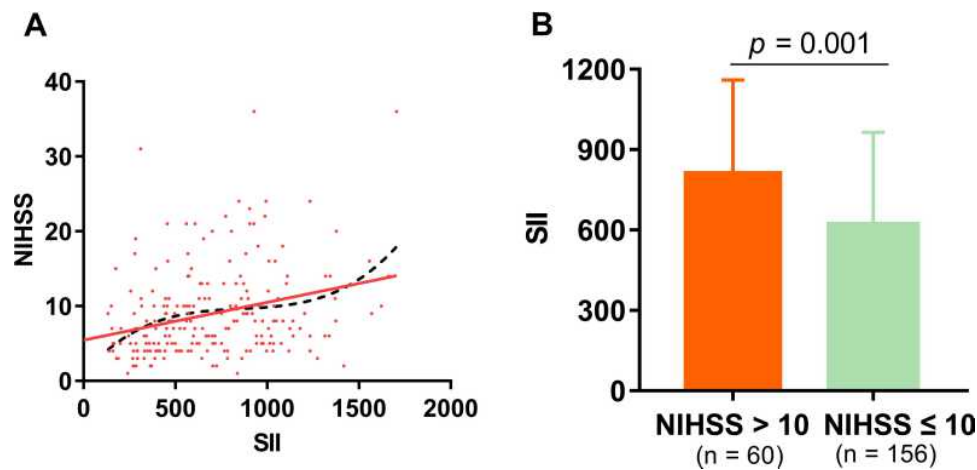 A
NIHSS
40
30
20
10
0
0 500 1000 1500 2000
SII
B
p = 0.001
SII
1200
900
600
300
0
NIHSS > 10 NIHSS ≤ 10
(n = 60) (n = 156)